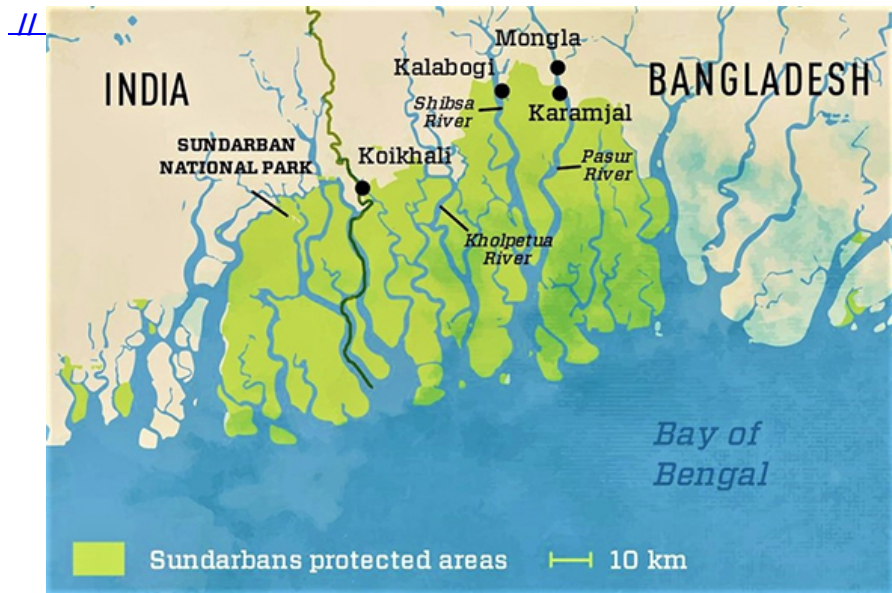 //
Mongla
Kalabogi
INDIA
BANGLADESH
Shibsa
River
Karamjal
SUNDARBAN
NATIONAL PARK
Koikhali
Pasur
River
Kholpetua
River
Bay of
Bengal
Sundarbans protected areas
10 km